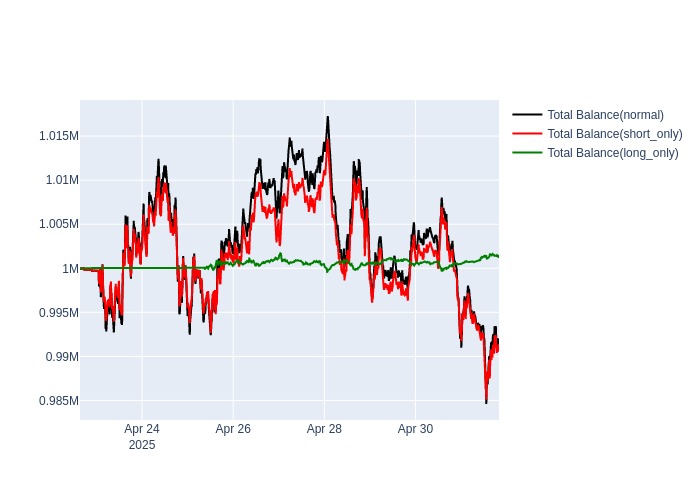 Total Balance(normal)
Total Balance(short_only)
Total Balance(long_only)
1.015M
1.01M
1.005M
1M
0.995M
0.99M
0.985M
Apr 24
2025
Apr 26
Apr 28
Apr 30